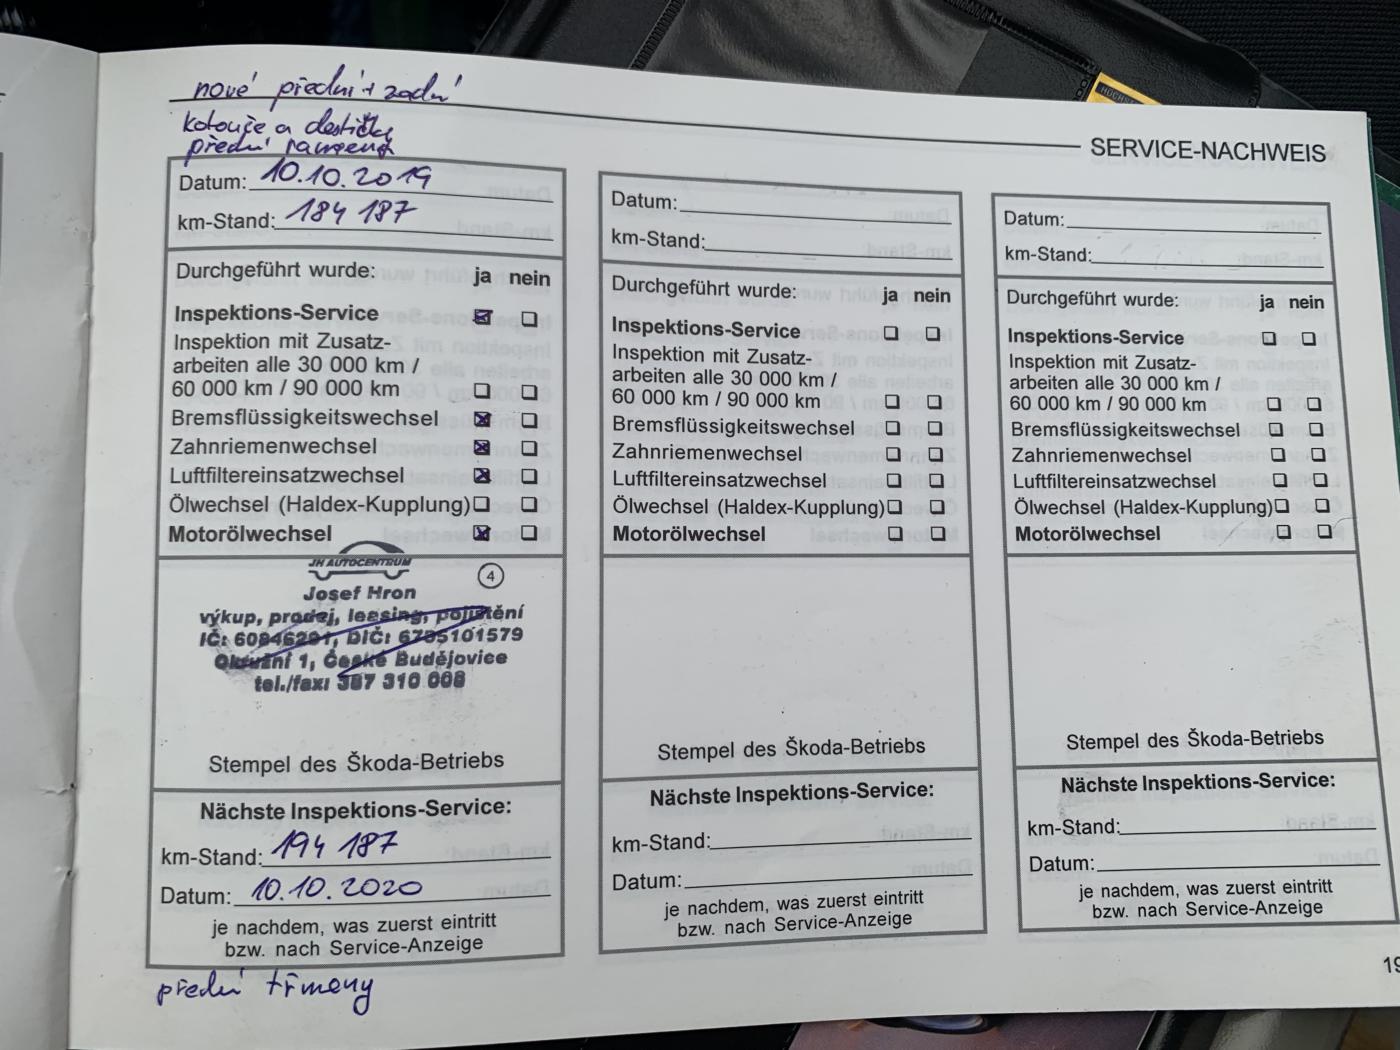 nové přední + zadní
kotouče a destičky
přední ramena
SERVICE-NACHWEIS
Datum: 10.10.2019
km-Stand: 184 187
Durchgeführt wurde: ja nein
Inspektions-Service
Inspektion mit Zusatz-
arbeiten alle 30 000 km /
60 000 km / 90 000 km
Bremsflüssigkeitswechsel
Zahnriemenwechsel
Luftfiltereinsatzwechsel
Ölwechsel (Haldex-Kupplung)
Motorölwechsel
JH AUTOCENTRUM
4
Josef Hron
výkup, prodej, leasing, pojištění
IČ: 60846291, DIČ: 6785101579
Okružní 1, České Budějovice
tel./fax: 387 310 008
Stempel des Škoda-Betriebs
Nächste Inspektions-Service:
km-Stand: 194 187
Datum: 10.10.2020
je nachdem, was zuerst eintritt
bzw. nach Service-Anzeige
přední třmeny
Datum:
km-Stand:
Durchgeführt wurde: ja nein
Inspektions-Service
Inspektion mit Zusatz-
arbeiten alle 30 000 km /
60 000 km / 90 000 km
Bremsflüssigkeitswechsel
Zahnriemenwechsel
Luftfiltereinsatzwechsel
Ölwechsel (Haldex-Kupplung)
Motorölwechsel
Stempel des Škoda-Betriebs
Nächste Inspektions-Service:
km-Stand:
Datum:
je nachdem, was zuerst eintritt
bzw. nach Service-Anzeige
Datum:
km-Stand:
Durchgeführt wurde: ja nein
Inspektions-Service
Inspektion mit Zusatz-
arbeiten alle 30 000 km /
60 000 km / 90 000 km
Bremsflüssigkeitswechsel
Zahnriemenwechsel
Luftfiltereinsatzwechsel
Ölwechsel (Haldex-Kupplung)
Motorölwechsel
Stempel des Škoda-Betriebs
Nächste Inspektions-Service:
km-Stand:
Datum:
je nachdem, was zuerst eintritt
bzw. nach Service-Anzeige
19